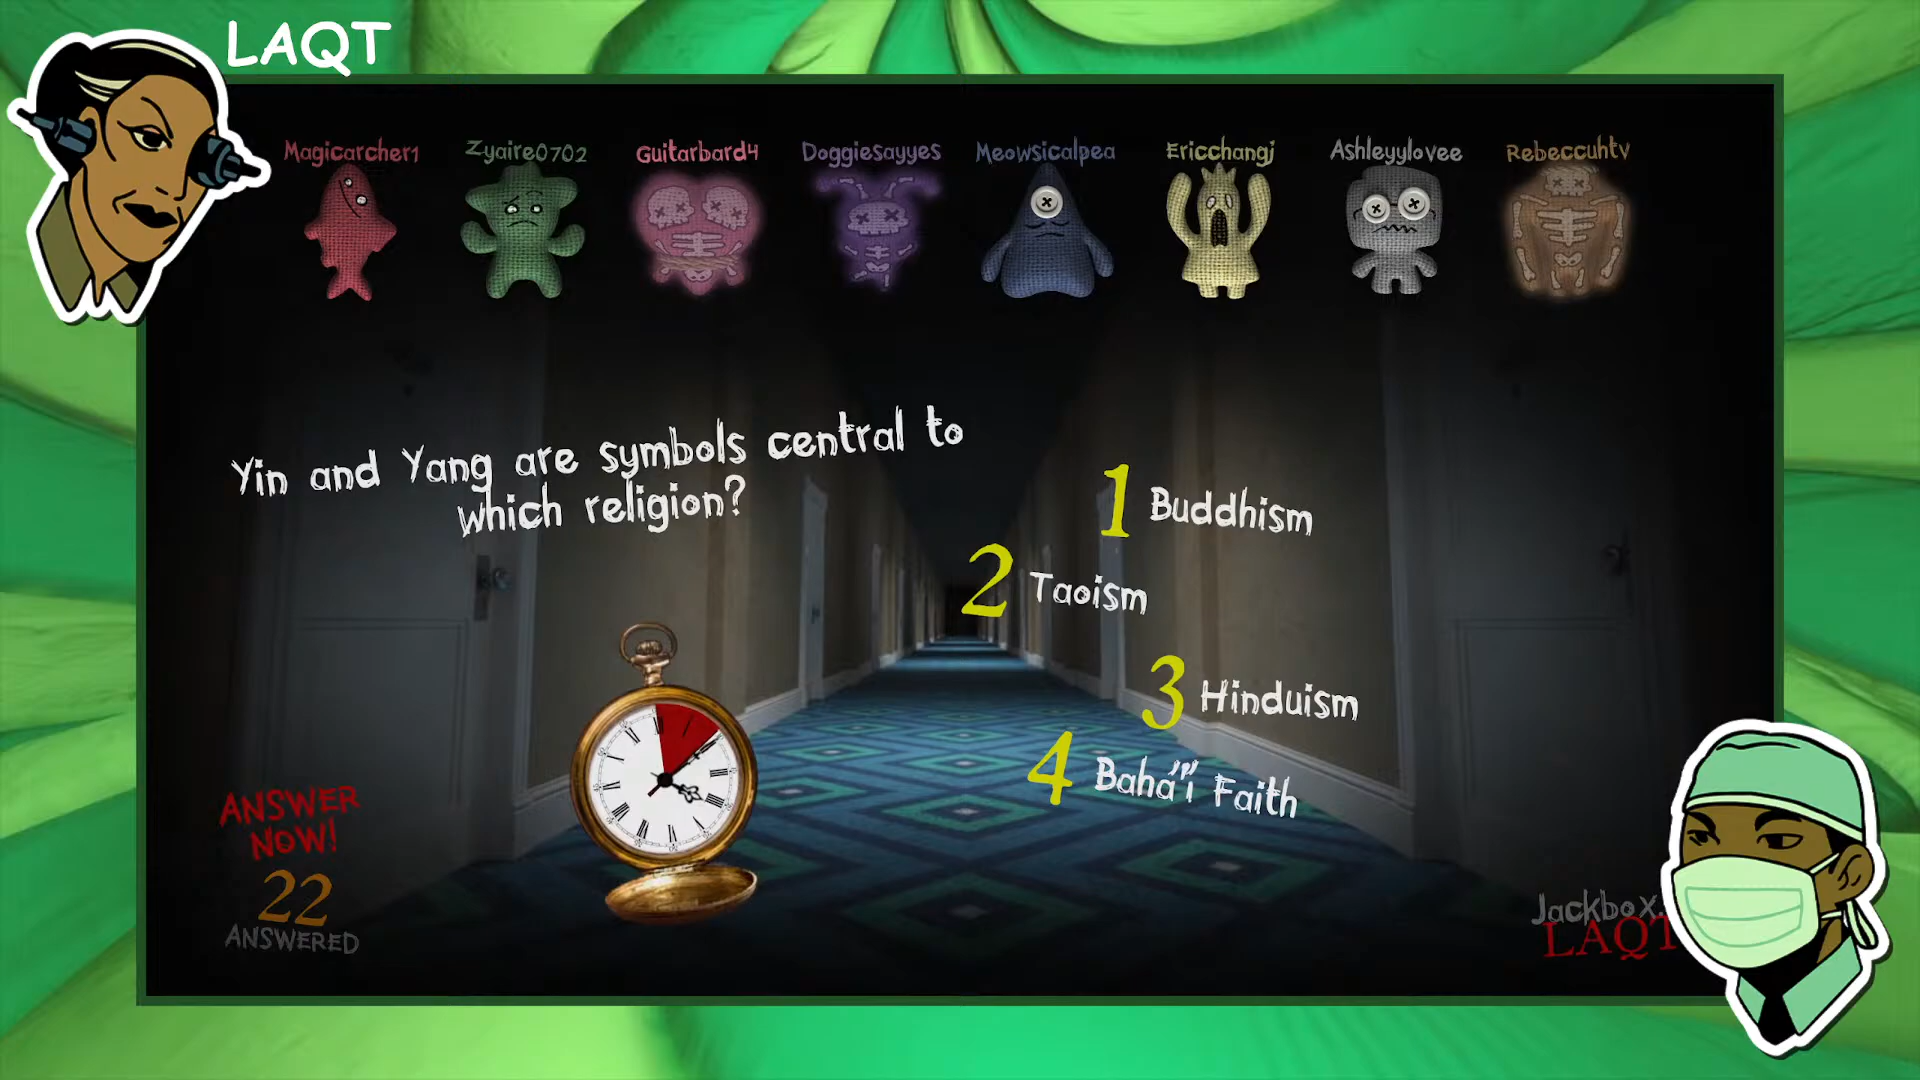 LAQT
Magicarcher1 Zyaire0702 Guitarbard4 Doggiesayyes Meowsicalpea Ericchangj Ashleyylovee Rebeccuhtv
Yin and Yang are symbols central to
which religion?
1 Buddhism
2 Taoism
3 Hinduism
4 Bahá'í Faith
ANSWER
NOW!
22
ANSWERED
Jackbox.
LAQT